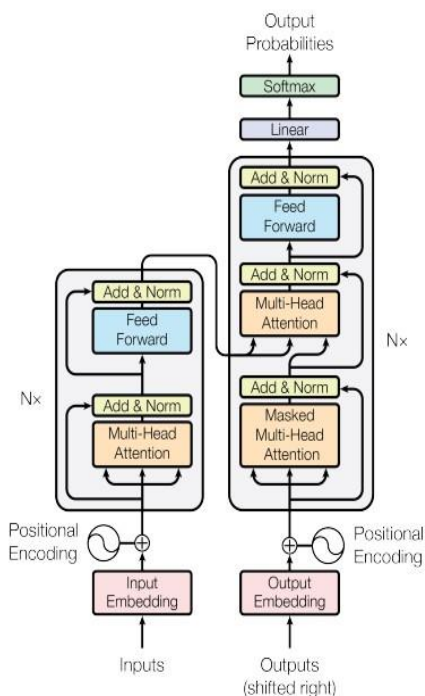 Output
Probabilities
Softmax
Linear
Add & Norm
Feed
Forward
Add & Norm
Multi-Head
Attention
Add & Norm
Masked
Multi-Head
Attention
Nx
Positional
Encoding
Output
Embedding
Outputs
(shifted right)
Add & Norm
Feed
Forward
Add & Norm
Multi-Head
Attention
Nx
Positional
Encoding
Input
Embedding
Inputs